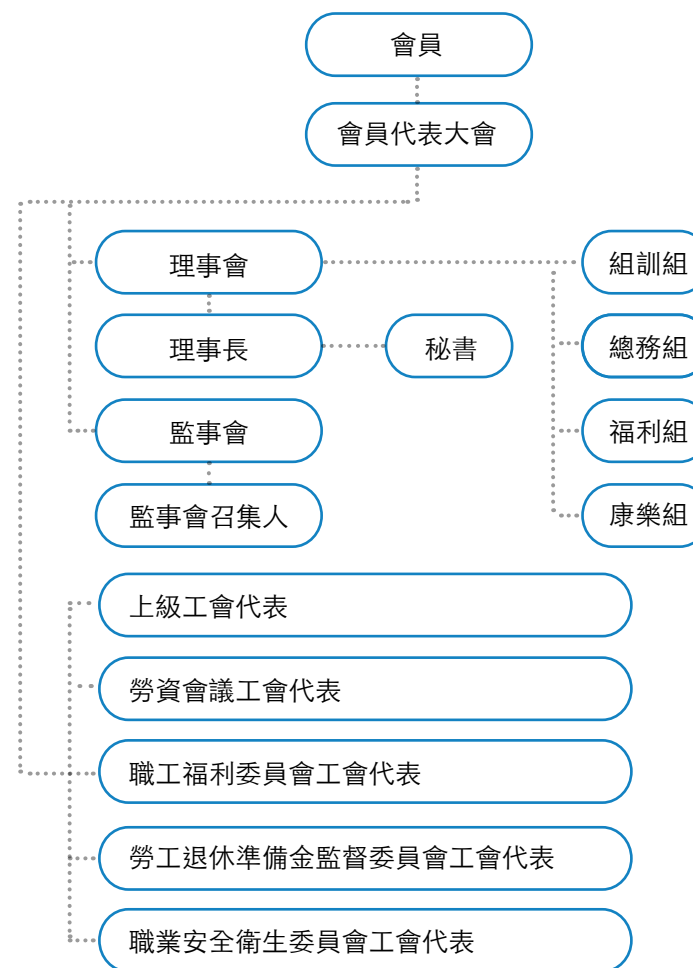 會員
會員代表大會
理事會
組訓組
理事長
秘書
總務組
監事會
福利組
監事會召集人
康樂組
上級工會代表
勞資會議工會代表
職工福利委員會工會代表
勞工退休準備金監督委員會工會代表
職業安全衛生委員會工會代表